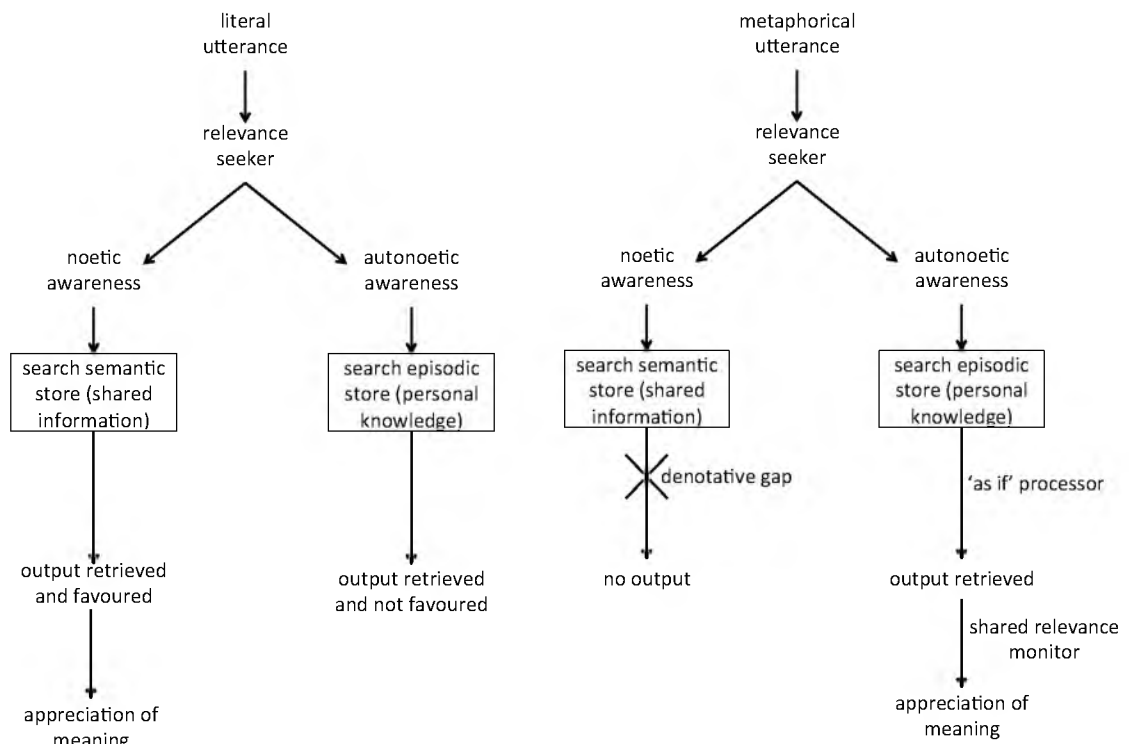 literal
utterance
relevance
seeker
noetic
awareness
autonoetic
awareness
search semantic
store (shared
information)
search episodic
store (personal
knowledge)
output retrieved
and favoured
output retrieved
and not favoured
appreciation of
meaning
metaphorical
utterance
relevance
seeker
noetic
awareness
autonoetic
awareness
search semantic
store (shared
information)
search episodic
store (personal
knowledge)
denotative gap
'as if' processor
no output
output retrieved
shared relevance
monitor
appreciation of
meaning